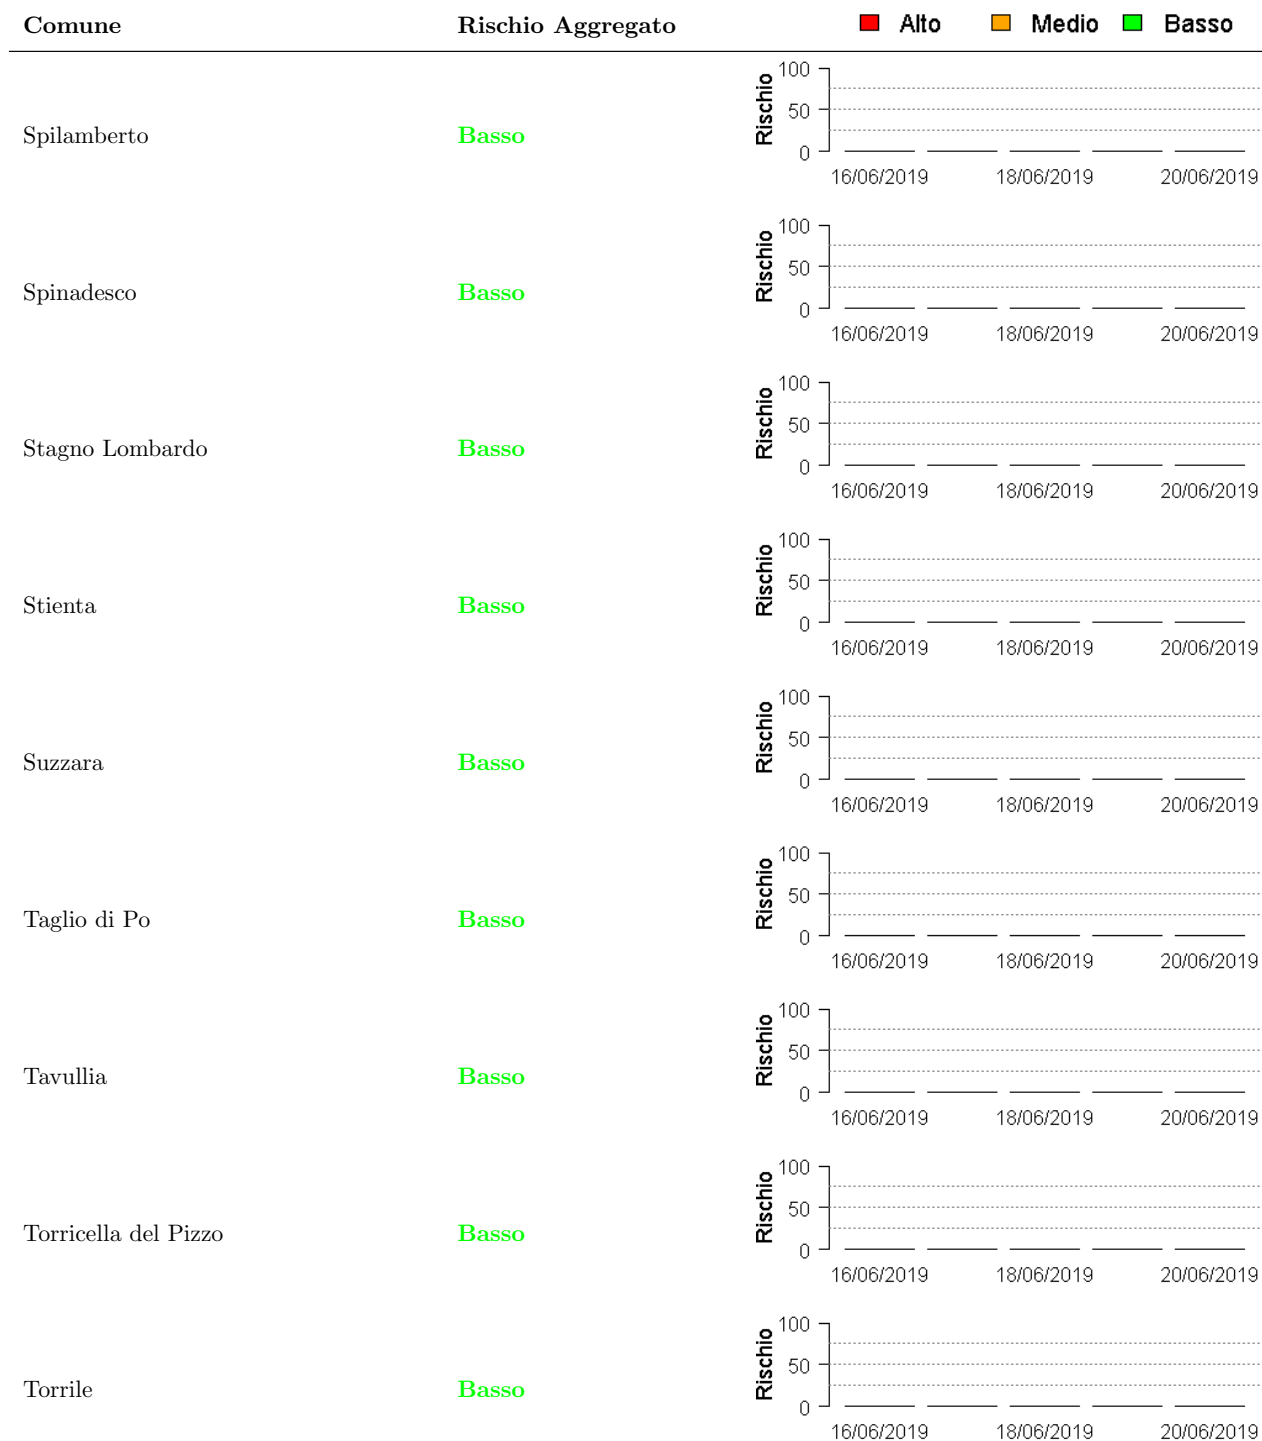 Comune Rischio Aggregato Alto Medio Basso
Spilamberto Basso
Rischio
100
50
0
16/06/2019 18/06/2019 20/06/2019
Spinadesco Basso
Rischio
100
50
0
16/06/2019 18/06/2019 20/06/2019
Stagno Lombardo Basso
Rischio
100
50
0
16/06/2019 18/06/2019 20/06/2019
Stienta Basso
Rischio
100
50
0
16/06/2019 18/06/2019 20/06/2019
Suzzara Basso
Rischio
100
50
0
16/06/2019 18/06/2019 20/06/2019
Taglio di Po Basso
Rischio
100
50
0
16/06/2019 18/06/2019 20/06/2019
Tavullia Basso
Rischio
100
50
0
16/06/2019 18/06/2019 20/06/2019
Torricella del Pizzo Basso
Rischio
100
50
0
16/06/2019 18/06/2019 20/06/2019
Torrile Basso
Rischio
100
50
0
16/06/2019 18/06/2019 20/06/2019